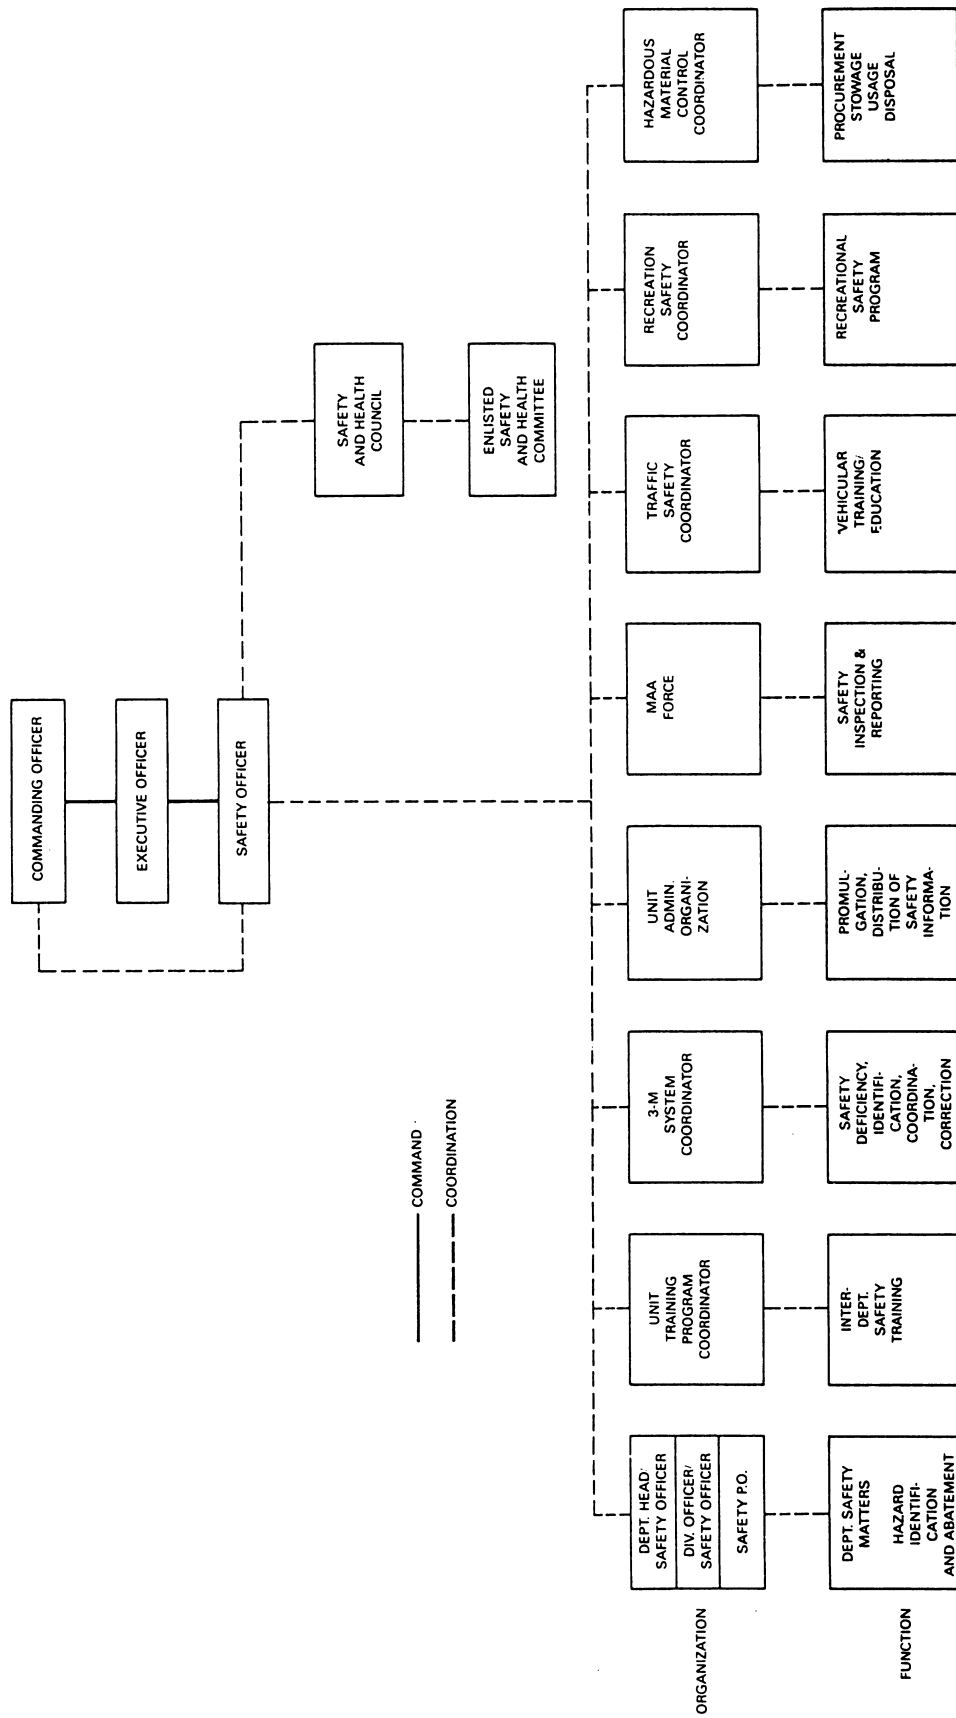 COMMANDING OFFICER
EXECUTIVE OFFICER
SAFETY OFFICER
SAFETY
AND HEALTH
COUNCIL
ENLISTED
SAFETY
AND HEALTH
COMMITTEE
COMMAND
COORDINATION
ORGANIZATION
DEPT. HEAD/
SAFETY OFFICER
DIV. OFFICER/
SAFETY OFFICER
SAFETY P.O.
UNIT
TRAINING
PROGRAM
COORDINATOR
3-M
SYSTEM
COORDINATOR
UNIT
ADMIN.
ORGANI-
ZATION
MAA
FORCE
TRAFFIC
SAFETY
COORDINATOR
RECREATION
SAFETY
COORDINATOR
HAZARDOUS
MATERIAL
CONTROL
COORDINATOR
FUNCTION
DEPT. SAFETY
MATTERS
HAZARD
IDENTIFI-
CATION
AND ABATEMENT
INTER-
DEPT.
SAFETY
TRAINING
SAFETY
DEFICIENCY,
IDENTIFI-
CATION,
COORDINA-
TION,
CORRECTION
PROMUL-
GATION,
DISTRIBU-
TION OF
SAFETY
INFORMA-
TION
SAFETY
INSPECTION &
REPORTING
VEHICULAR
TRAINING/
EDUCATION
RECREATIONAL
SAFETY
PROGRAM
PROCUREMENT
STOWAGE
USAGE
DISPOSAL